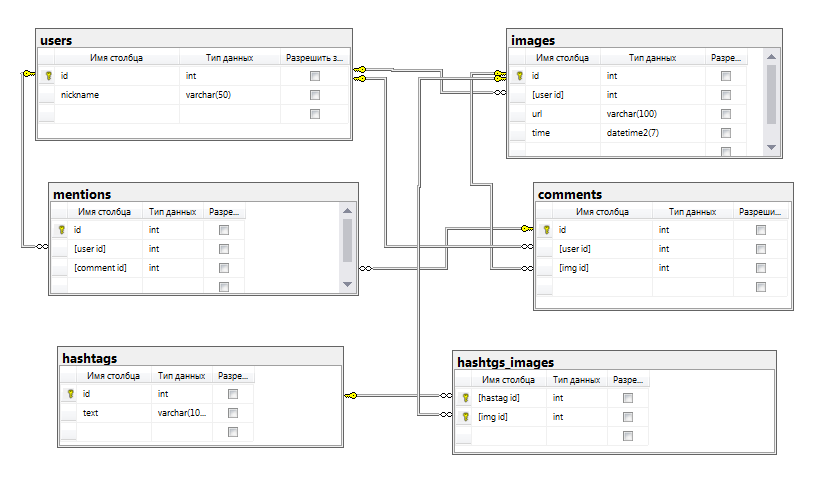 users
Имя столбца Тип данных Разрешить з...
id int
nickname varchar(50)
images
Имя столбца Тип данных Разре...
id int
[user id] int
url varchar(100)
time datetime2(7)
mentions
Имя столбца Тип данных Разре...
id int
[user id] int
[comment id] int
comments
Имя столбца Тип данных Разреши...
id int
[user id] int
[img id] int
hashtags
Имя столбца Тип данных Разре...
id int
text varchar(10...
hashtgs_images
Имя столбца Тип данных Разре...
[hastag id] int
[img id] int